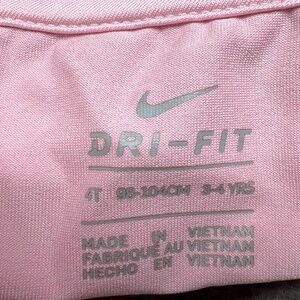 DRI-FIT
4T 98-104CM 3-4 YRS
MADE IN VIETNAM
FABRIQUÉ AU VIETNAM
HECHO EN VIETNAM